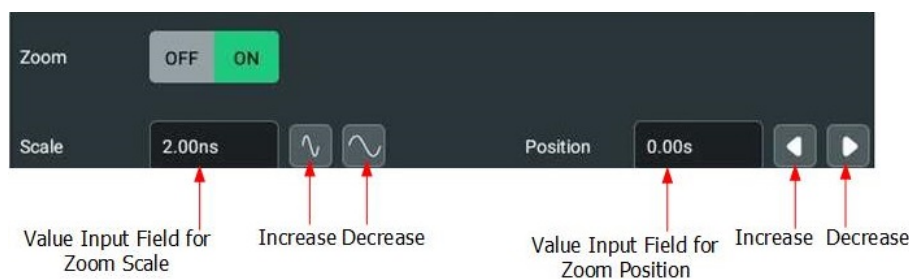 Zoom OFF ON
Scale 2.00ns Position 0.00s
Value Input Field for Zoom Scale
Increase Decrease
Value Input Field for Zoom Position
Increase Decrease